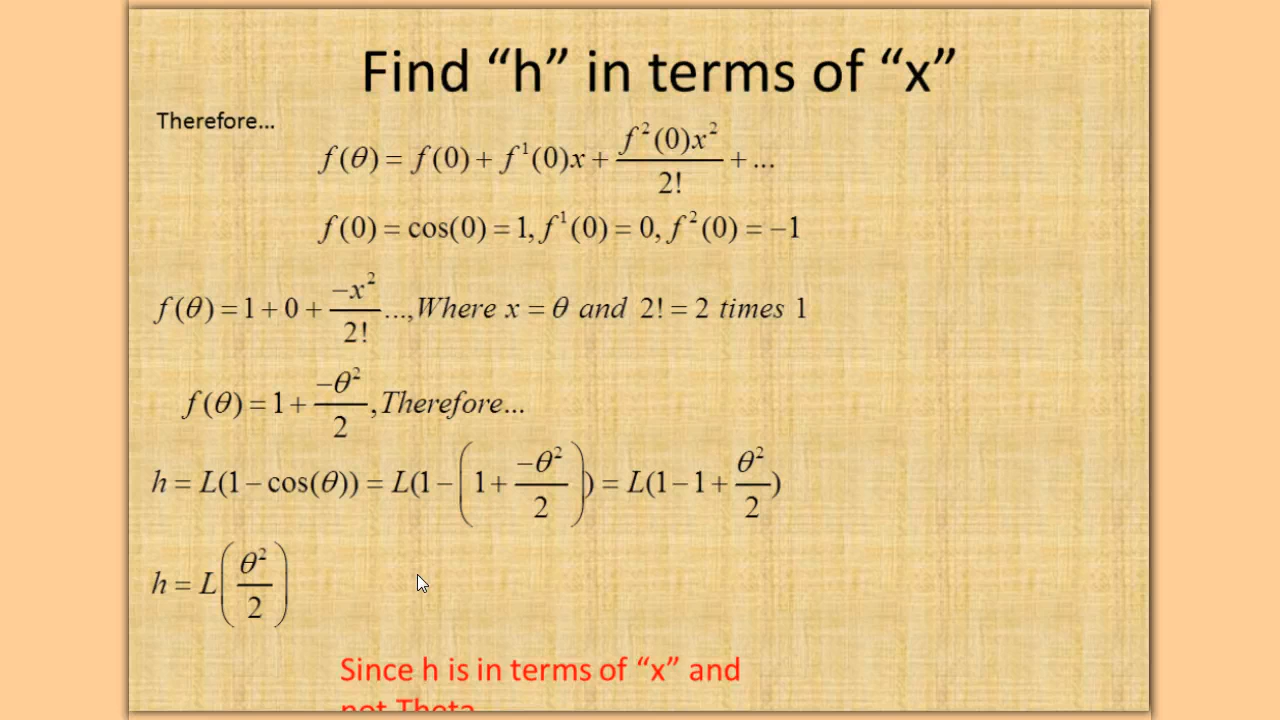 Find “h” in terms of “x”
Therefore...
f(θ) = f(0) + f¹(0)x + f²(0)x²/2! + ...
f(0) = cos(0) = 1, f¹(0) = 0, f²(0) = −1
f(θ) = 1 + 0 + −x²/2! ..., Where x = θ and 2! = 2 times 1
f(θ) = 1 + −θ²/2, Therefore...
h = L(1 − cos(θ)) = L(1 − (1 + −θ²/2)) = L(1 − 1 + θ²/2)
h = L(θ²/2)
Since h is in terms of “x” and
not Theta